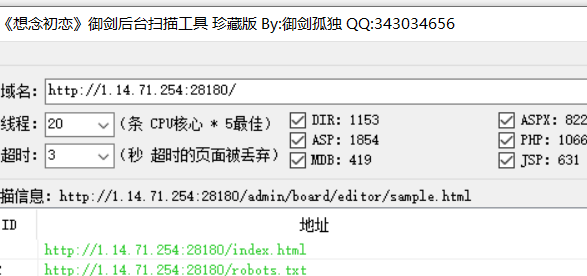 《想念初恋》御剑后台扫描工具 珍藏版 By:御剑孤独 QQ:343034656
域名: http://1.14.71.254:28180/
线程: 20 (条 CPU核心 * 5最佳) DIR: 1153 ASPX: 822
ASP: 1854 PHP: 1066
超时: 3 (秒 超时的页面被丢弃) MDB: 419 JSP: 631
描信息: http://1.14.71.254:28180/admin/board/editor/sample.html
ID 地址
http://1.14.71.254:28180/index.html
http://1.14.71.254:28180/robots.txt